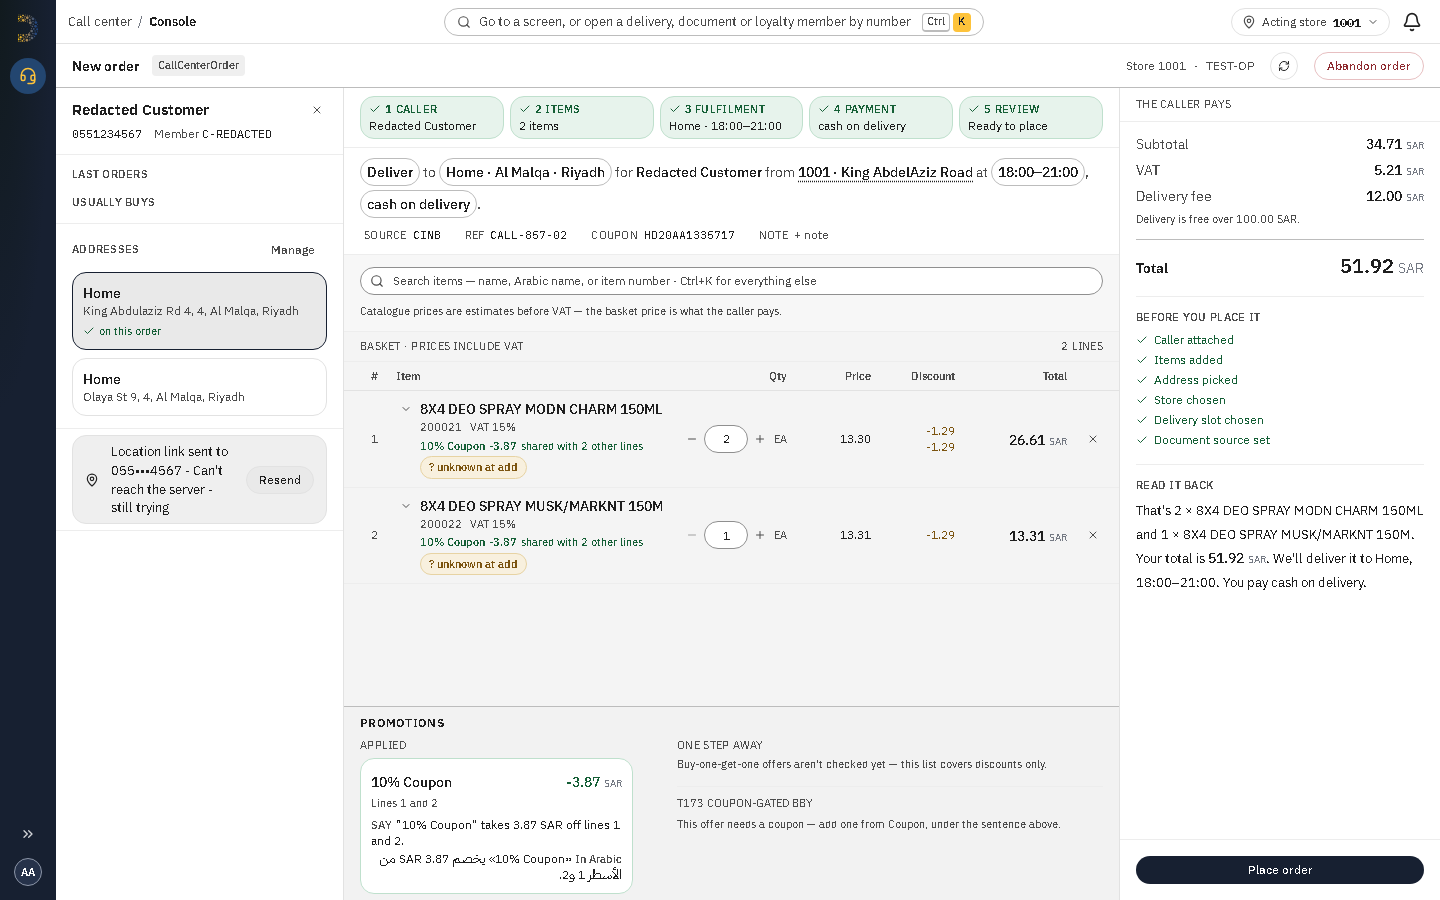 Call center / Console
Go to a screen, or open a delivery, document or loyalty member by number Ctrl K
Acting store 1001
New order CallCenterOrder
Store 1001 · TEST-OP
Abandon order
Redacted Customer ×
0551234567 Member C-REDACTED
LAST ORDERS
USUALLY BUYS
ADDRESSES Manage
Home
King Abdulaziz Rd 4, 4, Al Malqa, Riyadh
✓ on this order
Home
Olaya St 9, 4, Al Malqa, Riyadh
Location link sent to
055•••4567 - Can't
reach the server -
still trying
Resend
✓ 1 CALLER
Redacted Customer
✓ 2 ITEMS
2 items
✓ 3 FULFILMENT
Home · 18:00–21:00
✓ 4 PAYMENT
cash on delivery
✓ 5 REVIEW
Ready to place
Deliver to Home · Al Malqa · Riyadh for Redacted Customer from 1001 · King AbdelAziz Road at 18:00–21:00 ,
cash on delivery .
SOURCE CINB REF CALL-867-02 COUPON HD20AA1335717 NOTE + note
Search items — name, Arabic name, or item number · Ctrl+K for everything else
Catalogue prices are estimates before VAT — the basket price is what the caller pays.
BASKET · PRICES INCLUDE VAT 2 LINES
# Item Qty Price Discount Total
8X4 DEO SPRAY MODN CHARM 150ML
200021 VAT 15%
1 − 2 + EA 13.30 -1.29 -1.29 26.61 SAR ×
10% Coupon -3.87 shared with 2 other lines
? unknown at add
8X4 DEO SPRAY MUSK/MARKNT 150M
200022 VAT 15%
2 − 1 + EA 13.31 -1.29 13.31 SAR ×
10% Coupon -3.87 shared with 2 other lines
? unknown at add
PROMOTIONS
APPLIED
10% Coupon -3.87 SAR
Lines 1 and 2
SAY "10% Coupon" takes 3.87 SAR off lines 1
and 2.
In Arabic «10% Coupon» يخصم 3.87 SAR من
الأسطر 1 و2.
ONE STEP AWAY
Buy-one-get-one offers aren't checked yet — this list covers discounts only.
T173 COUPON-GATED BBY
This offer needs a coupon — add one from Coupon, under the sentence above.
THE CALLER PAYS
Subtotal 34.71 SAR
VAT 5.21 SAR
Delivery fee 12.00 SAR
Delivery is free over 100.00 SAR.
Total 51.92 SAR
BEFORE YOU PLACE IT
✓ Caller attached
✓ Items added
✓ Address picked
✓ Store chosen
✓ Delivery slot chosen
✓ Document source set
READ IT BACK
That's 2 × 8X4 DEO SPRAY MODN CHARM 150ML
and 1 × 8X4 DEO SPRAY MUSK/MARKNT 150M.
Your total is 51.92 SAR. We'll deliver it to Home,
18:00–21:00. You pay cash on delivery.
Place order
AA